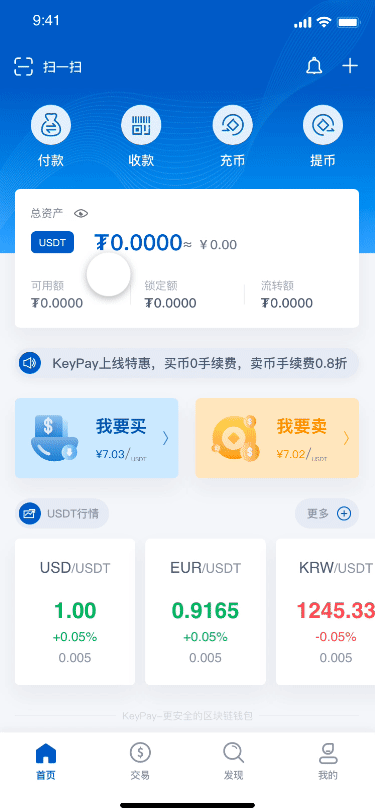 9:41
扫一扫
付款 收款 充币 提币
总资产
USDT ₮0.0000≈ ￥0.00
可用额 锁定额 流转额
₮0.0000 ₮0.0000 ₮0.0000
KeyPay上线特惠，买币0手续费，卖币手续费0.8折
我要买 我要卖
¥7.03/USDT ¥7.02/USDT
USDT行情 更多
USD/USDT EUR/USDT KRW/USDT
1.00 0.9165 1245.33
+0.05% +0.05% -0.05%
0.005 0.005 0.005
KeyPay-更安全的区块链钱包
首页 交易 发现 我的